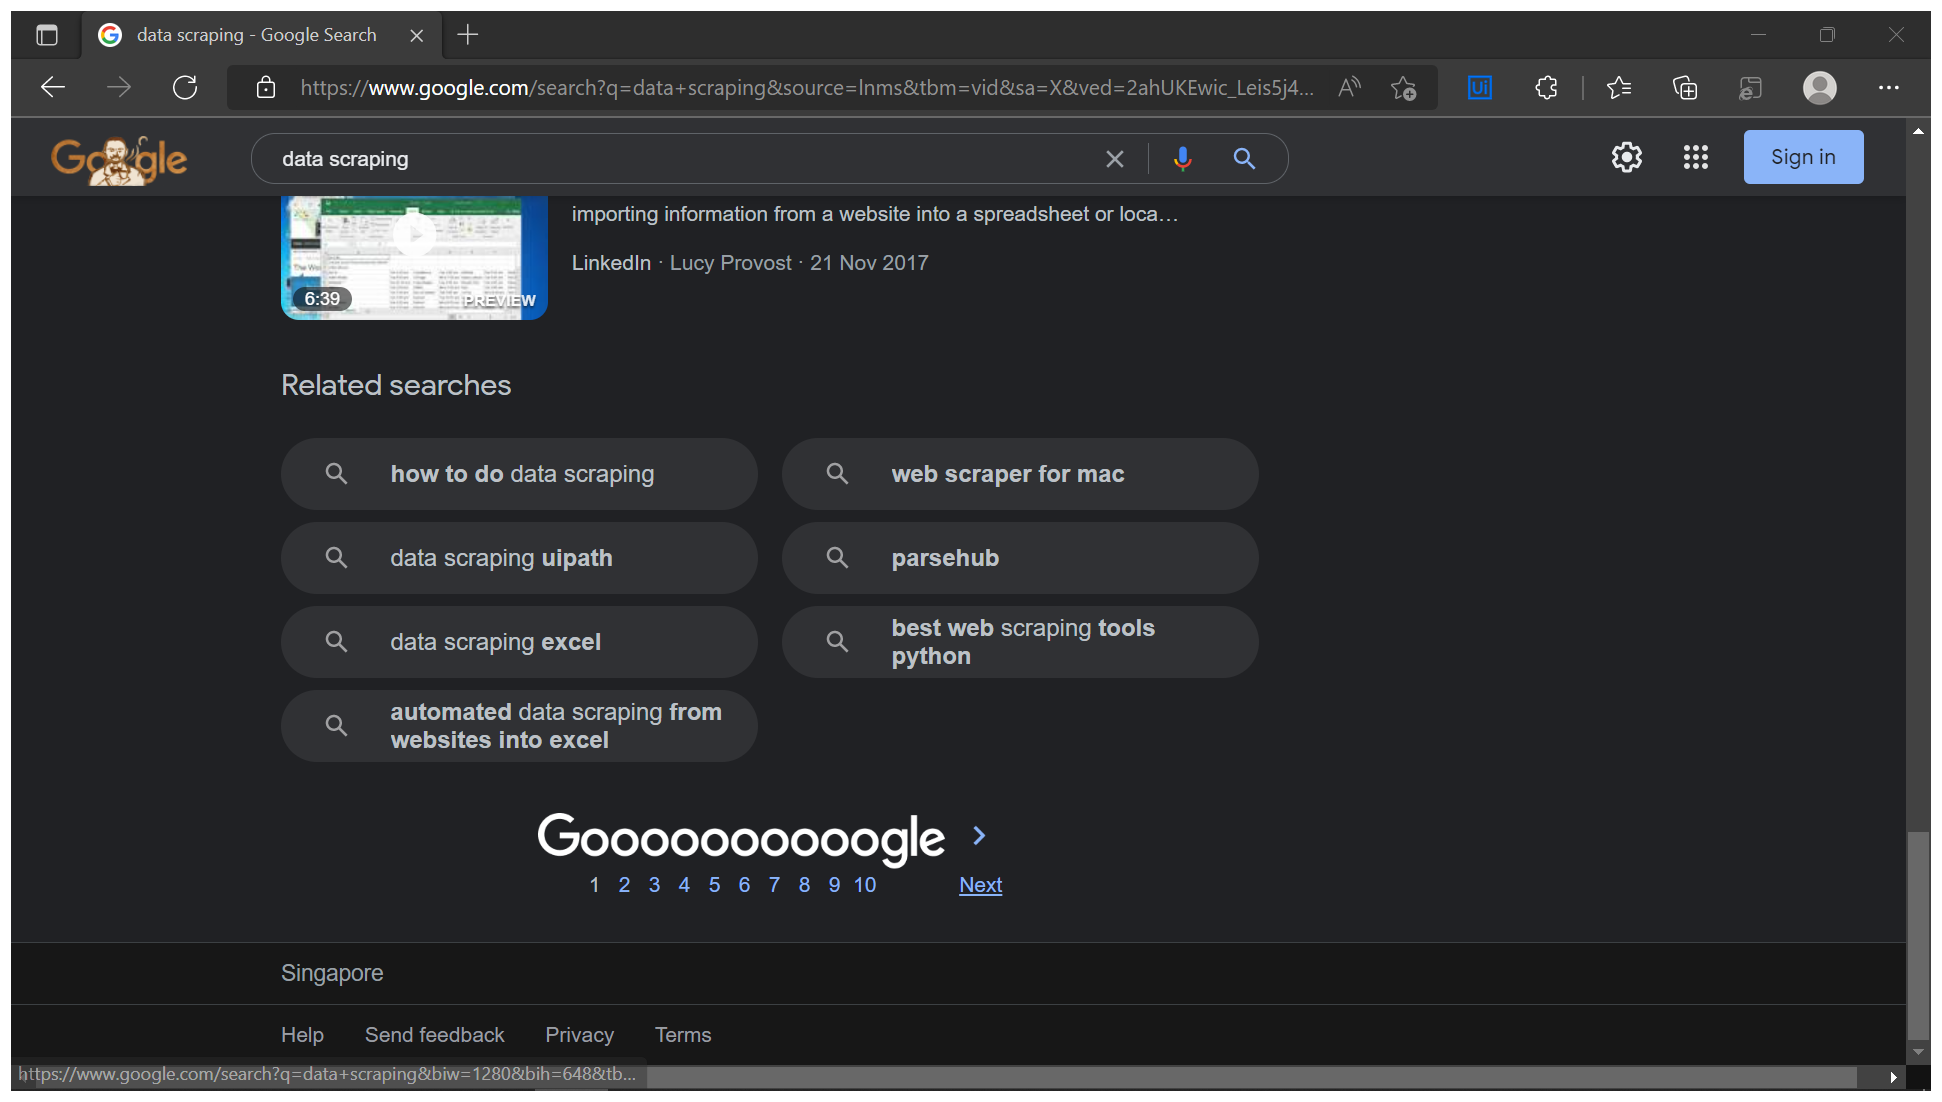 data scraping - Google Search
https://www.google.com/search?q=data+scraping&source=lnms&tbm=vid&sa=X&ved=2ahUKEwic_Leis5j4...
Ui
Google
data scraping
Sign in
importing information from a website into a spreadsheet or loca...
LinkedIn · Lucy Provost · 21 Nov 2017
6:39
PREVIEW
Related searches
how to do data scraping
web scraper for mac
data scraping uipath
parsehub
data scraping excel
best web scraping tools
python
automated data scraping from
websites into excel
Goooooooooogle
1 2 3 4 5 6 7 8 9 10
Next
Singapore
Help Send feedback Privacy Terms
https://www.google.com/search?q=data+scraping&biw=1280&bih=648&tb...